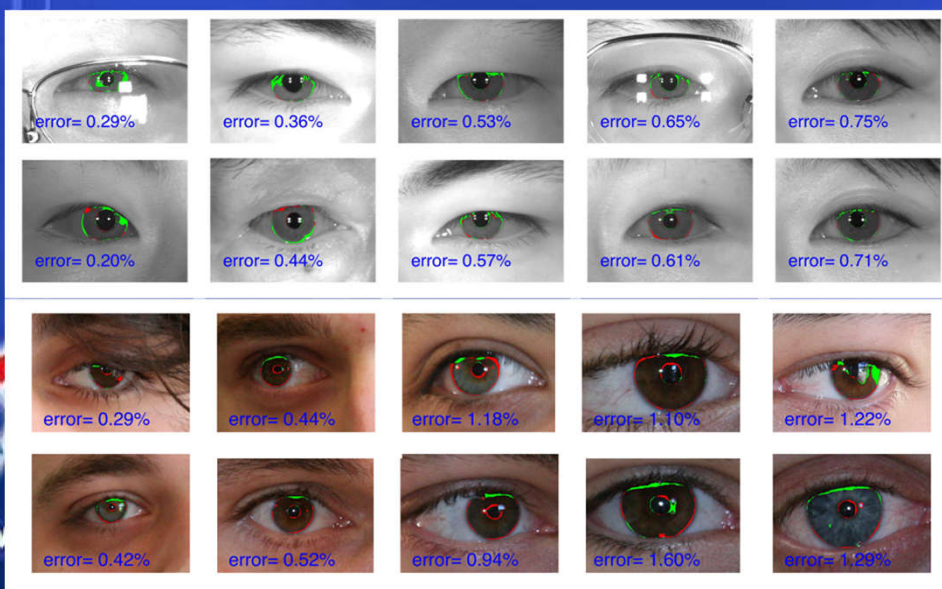 error= 0.29%
error= 0.36%
error= 0.53%
error= 0.65%
error= 0.75%
error= 0.20%
error= 0.44%
error= 0.57%
error= 0.61%
error= 0.71%
error= 0.29%
error= 0.44%
error= 1.18%
error= 1.10%
error= 1.22%
error= 0.42%
error= 0.52%
error= 0.94%
error= 1.60%
error= 1.29%